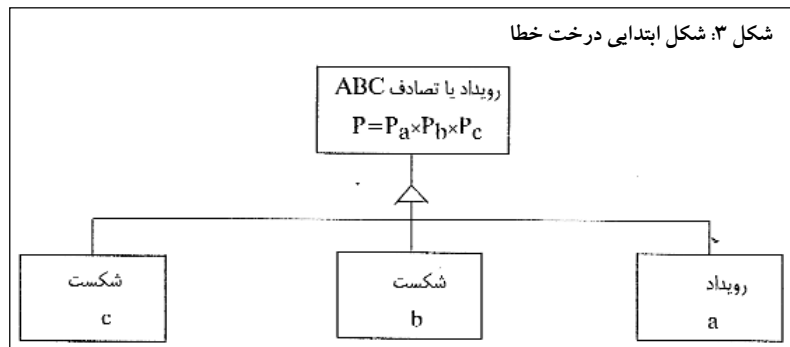 شکل ۳: شکل ابتدایی درخت خطا
رویداد یا تصادف ABC
P=Pa×Pb×Pc
رویداد
a
شکست
b
شکست
c